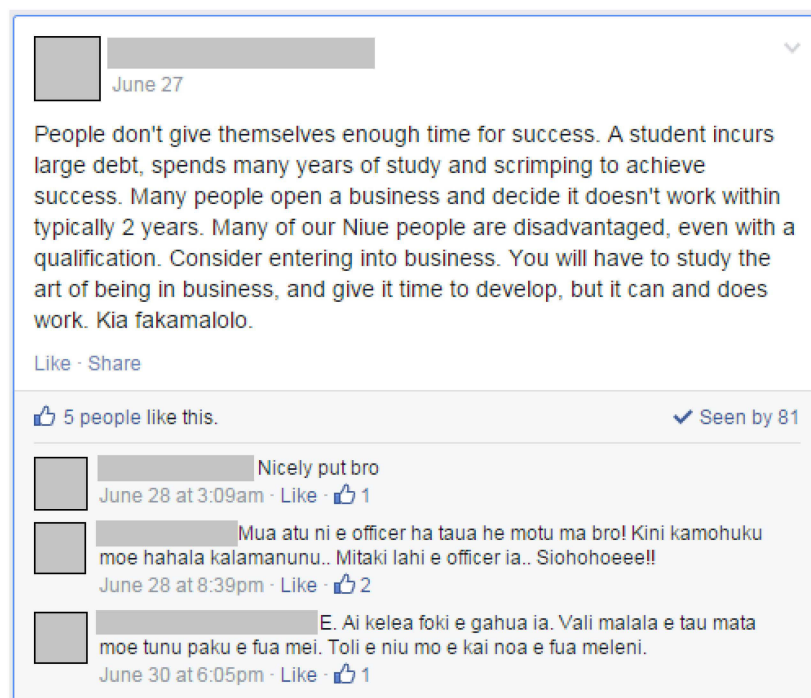 June 27
People don't give themselves enough time for success. A student incurs
large debt, spends many years of study and scrimping to achieve
success. Many people open a business and decide it doesn't work within
typically 2 years. Many of our Niue people are disadvantaged, even with a
qualification. Consider entering into business. You will have to study the
art of being in business, and give it time to develop, but it can and does
work. Kia fakamalolo.
Like · Share
5 people like this. Seen by 81
Nicely put bro
June 28 at 3:09am · Like · 1
Mua atu ni e officer ha taua he motu ma bro! Kini kamohuku
moe hahala kalamanunu.. Mitaki lahi e officer ia.. Siohohoeee!!
June 28 at 8:39pm · Like · 2
E. Ai kelea foki e gahua ia. Vali malala e tau mata
moe tunu paku e fua mei. Toli e niu mo e kai noa e fua meleni.
June 30 at 6:05pm · Like · 1